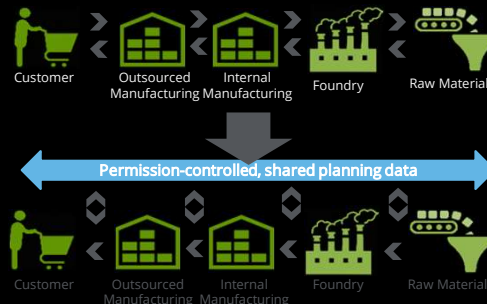 Customer
Outsourced
Manufacturing
Internal
Manufacturing
Foundry
Raw Material
Permission-controlled, shared planning data
Customer
Outsourced
Manufacturing
Internal
Manufacturing
Foundry
Raw Material